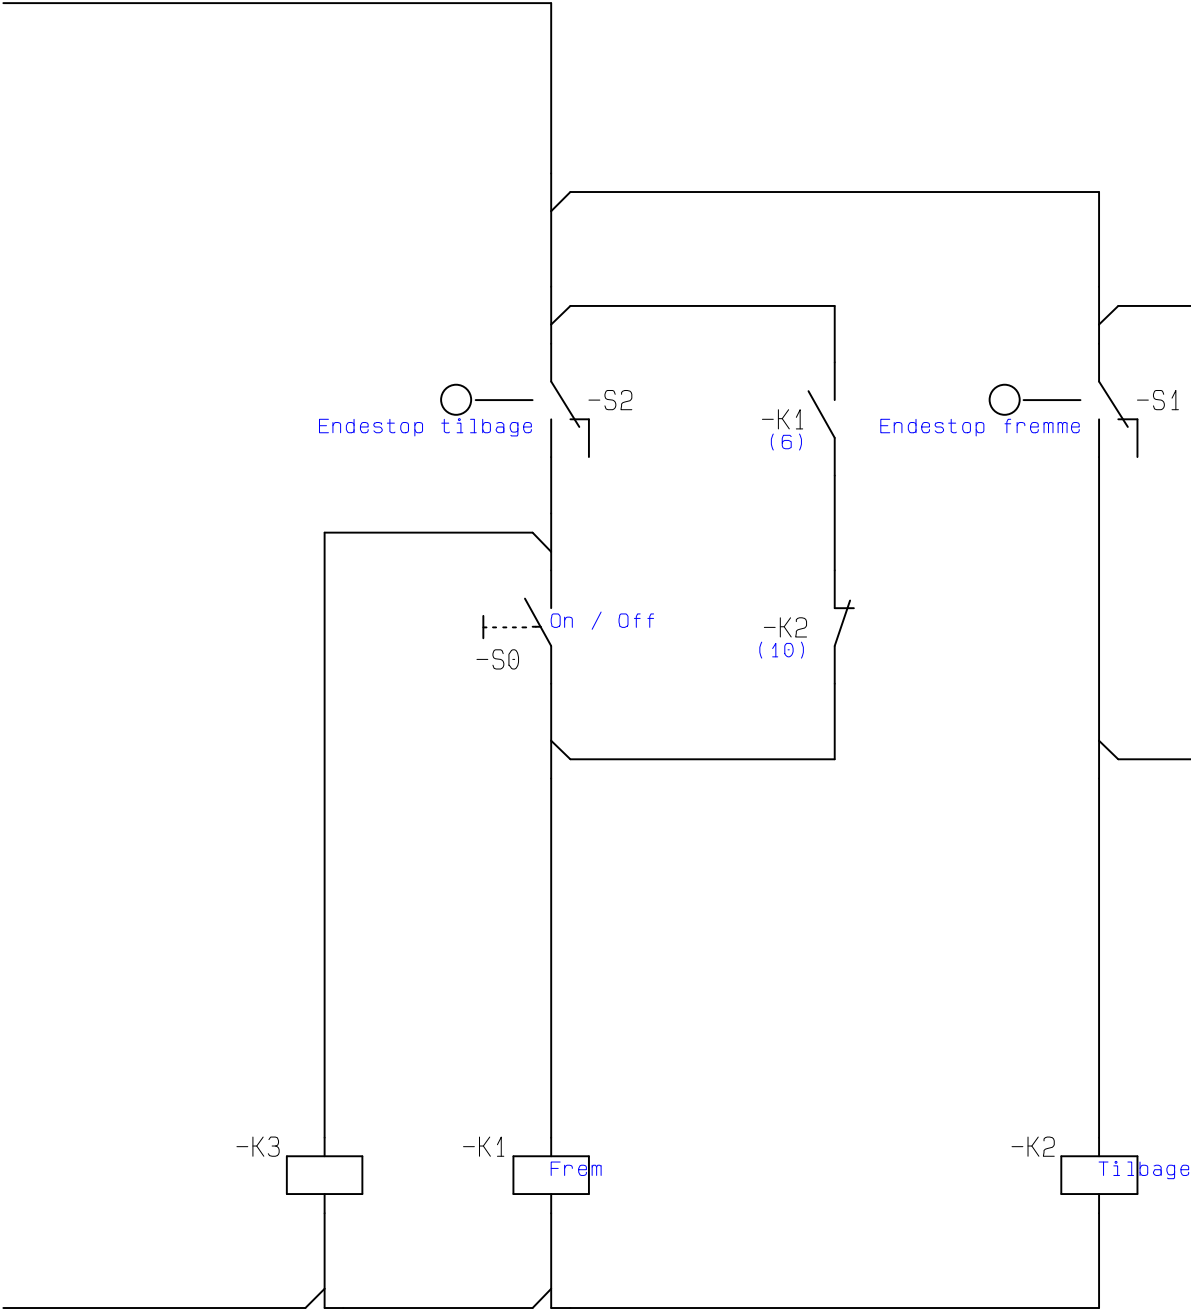 -S2
Endestop tilbage
-K1
(6)
-S1
Endestop fremme
On / Off
-S0
-K2
(10)
-K3
-K1
Frem
-K2
Tilbage